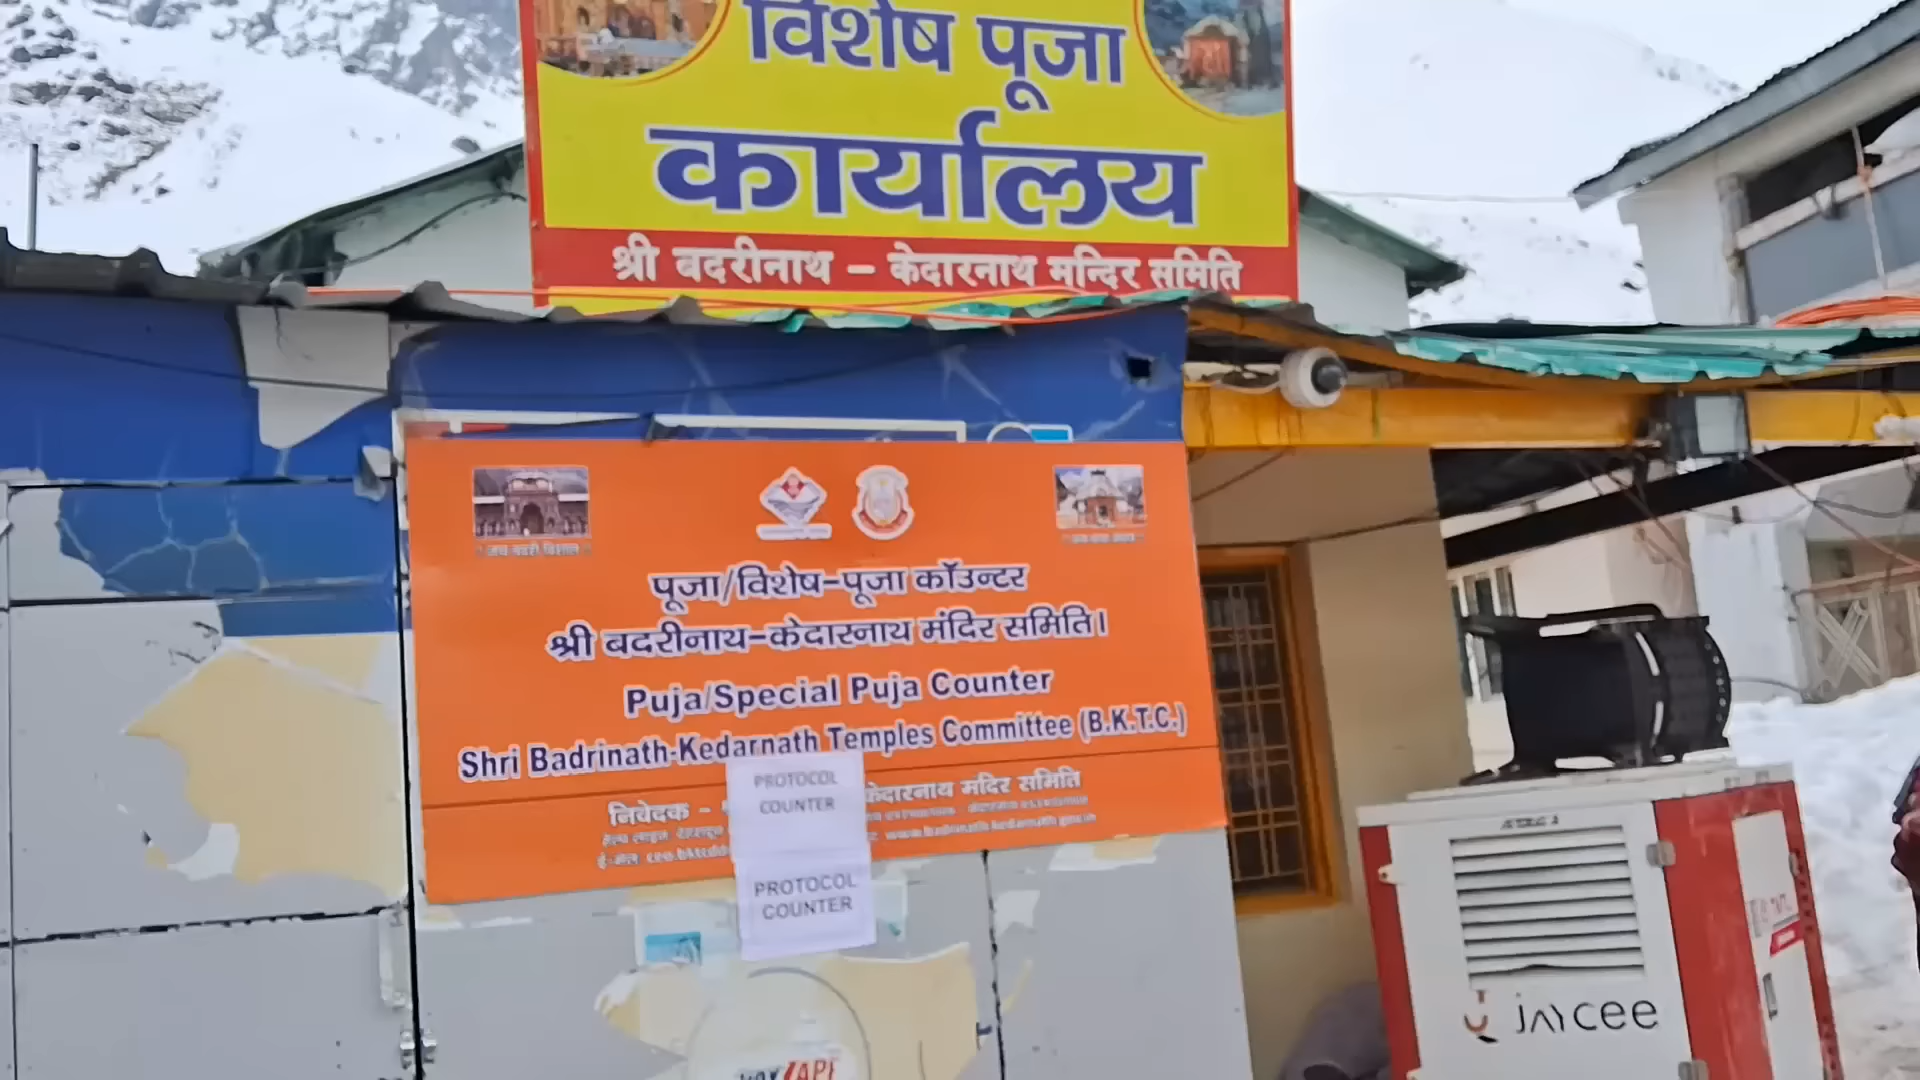 विशेष पूजा
कार्यालय
श्री बदरीनाथ – केदारनाथ मन्दिर समिति
पूजा/विशेष-पूजा कॉउन्टर
श्री बदरीनाथ-केदारनाथ मंदिर समिति।
Puja/Special Puja Counter
Shri Badrinath-Kedarnath Temples Committee (B.K.T.C.)
निवेदक - केदारनाथ मंदिर समिति
PROTOCOL
COUNTER
PROTOCOL
COUNTER
JAYCEE